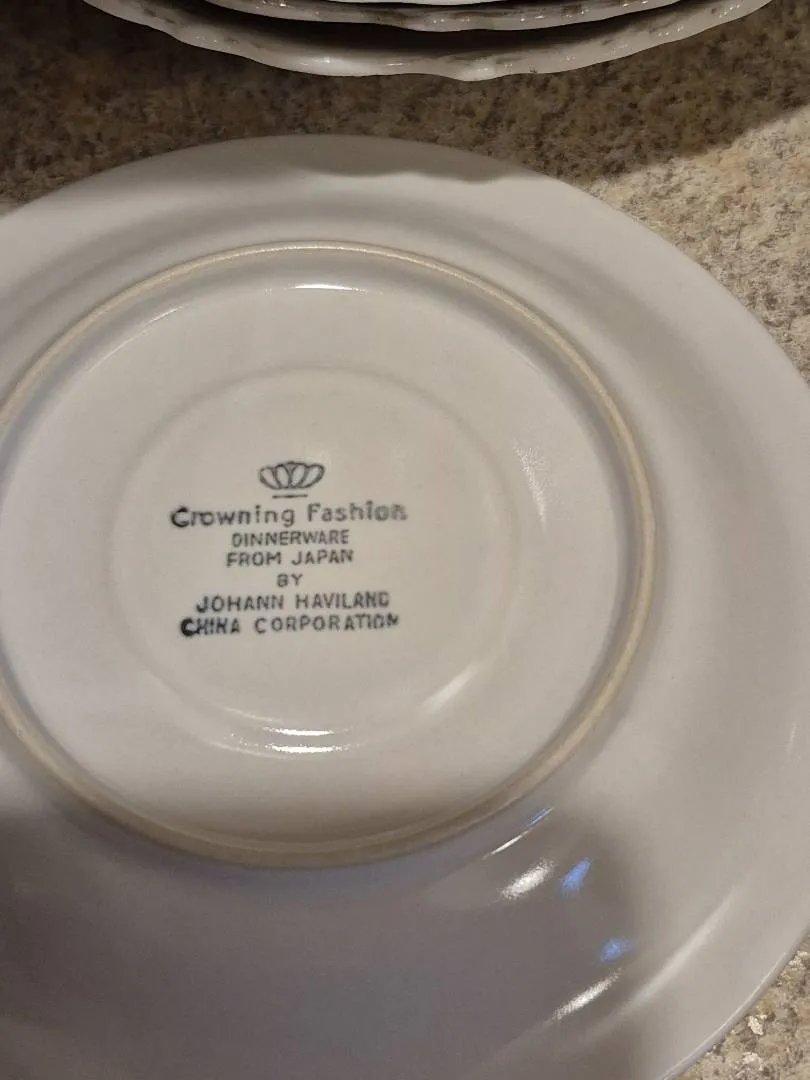 Crowning Fashion
DINNERWARE
FROM JAPAN
BY
JOHANN HAVILAND
CHINA CORPORATION